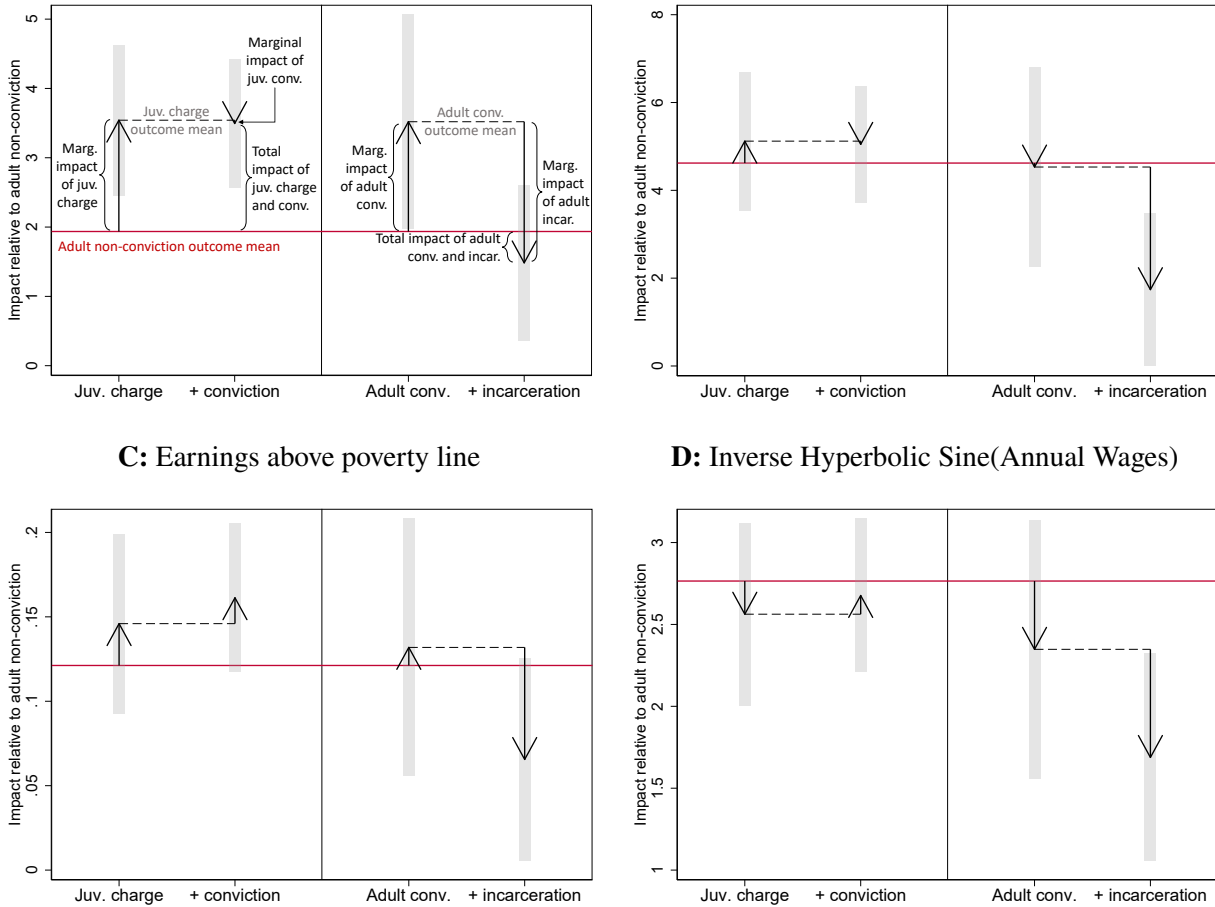 Impact relative to adult non-conviction
5
4
3
2
1
0
Marginal
impact of
juv. conv.
Juv. charge
outcome mean
Marg.
impact
of juv.
charge
Total
impact of
juv. charge
and conv.
Adult non-conviction outcome mean
Adult conv.
outcome mean
Marg.
impact
of adult
conv.
Marg.
impact
of adult
incar.
Total impact of adult
conv. and incar.
Juv. charge + conviction Adult conv. + incarceration
Impact relative to adult non-conviction
8
6
4
2
0
Juv. charge + conviction Adult conv. + incarceration
C: Earnings above poverty line
Impact relative to adult non-conviction
.2
.15
.1
.05
0
Juv. charge + conviction Adult conv. + incarceration
D: Inverse Hyperbolic Sine(Annual Wages)
Impact relative to adult non-conviction
3
2.5
2
1.5
1
Juv. charge + conviction Adult conv. + incarceration